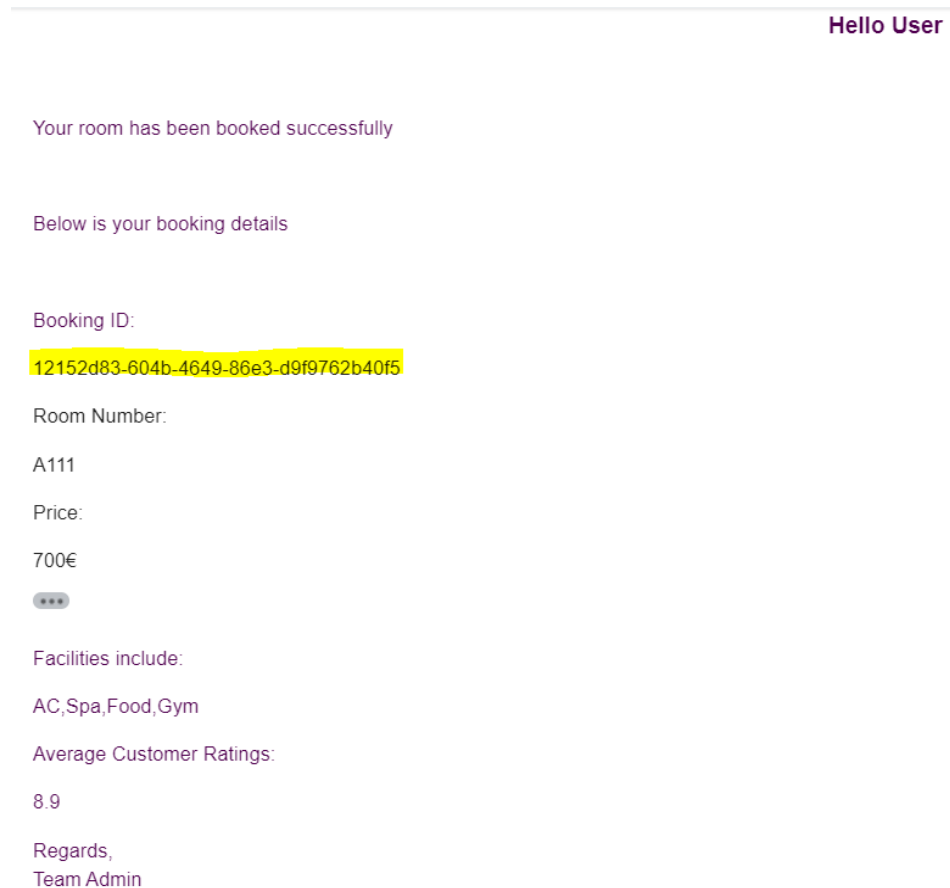 Hello User
Your room has been booked successfully
Below is your booking details
Booking ID:
12152d83-604b-4649-86e3-d9f9762b40f5
Room Number:
A111
Price:
700€
Facilities include:
AC,Spa,Food,Gym
Average Customer Ratings:
8.9
Regards,
Team Admin